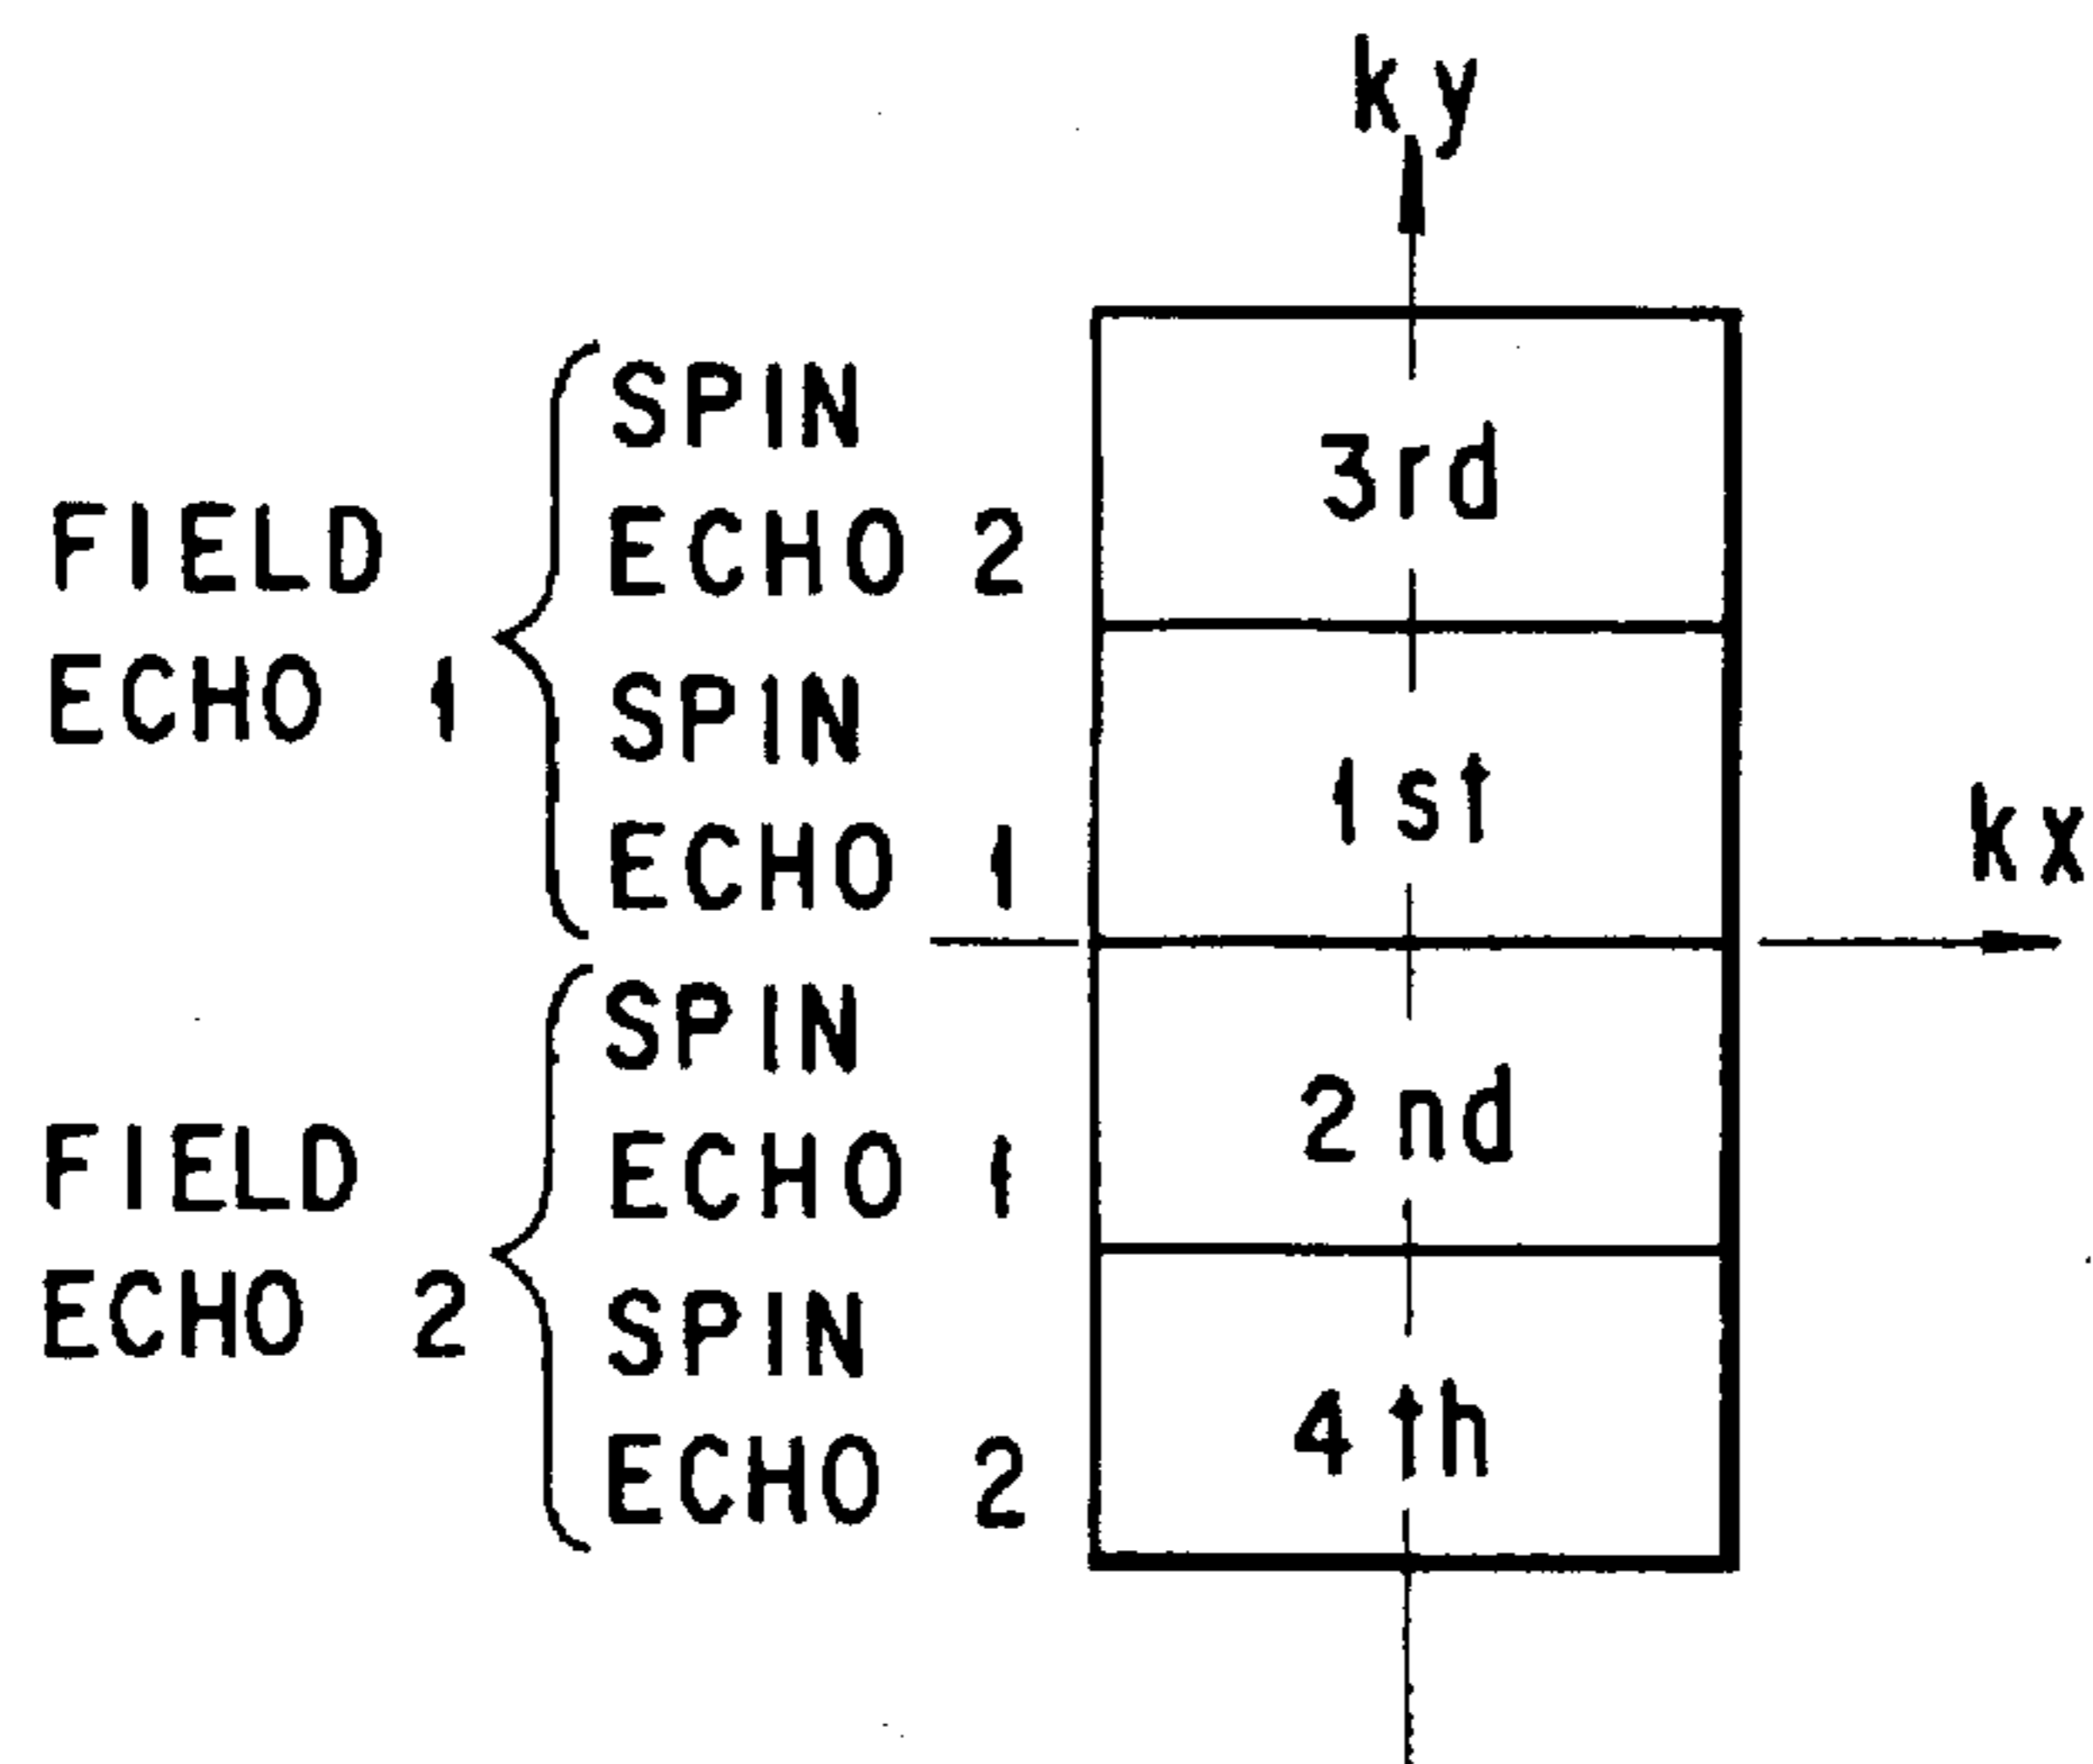 ky
FIELD
ECHO 1
SPIN
ECHO 2
SPIN
ECHO 1
3rd
1st
kx
FIELD
ECHO 2
SPIN
ECHO 1
SPIN
ECHO 2
2nd
4th